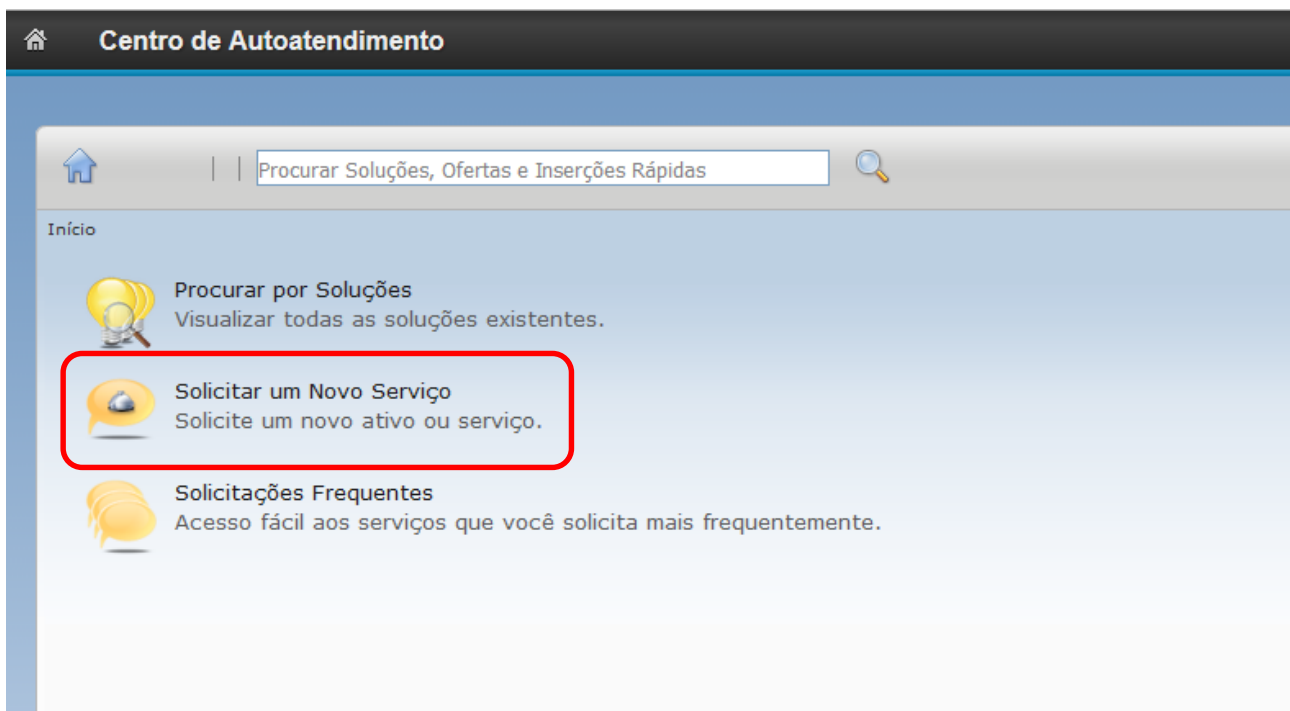 Centro de Autoatendimento
| | Procurar Soluções, Ofertas e Inserções Rápidas
Início
Procurar por Soluções
Visualizar todas as soluções existentes.
Solicitar um Novo Serviço
Solicite um novo ativo ou serviço.
Solicitações Frequentes
Acesso fácil aos serviços que você solicita mais frequentemente.